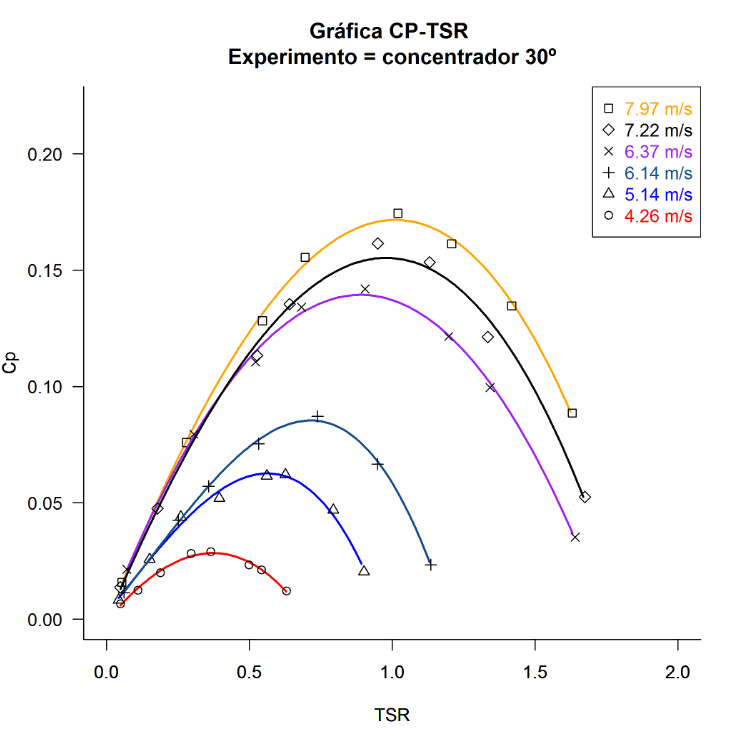 Gráfica CP-TSR
Experimento = concentrador 30º
7.97 m/s
7.22 m/s
6.37 m/s
6.14 m/s
5.14 m/s
4.26 m/s
0.20
0.15
0.10
0.05
0.00
Cp
0.0 0.5 1.0 1.5 2.0
TSR